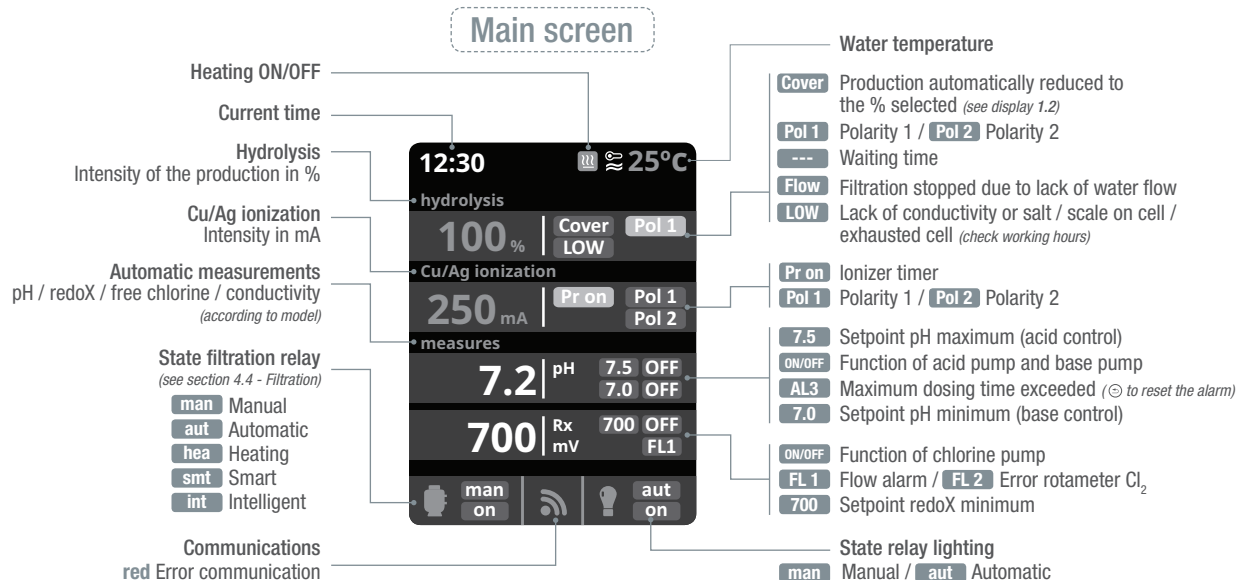 Main screen
Heating ON/OFF
Current time
Hydrolysis
Intensity of the production in %
Cu/Ag ionization
Intensity in mA
Automatic measurements
pH / redoX / free chlorine / conductivity
(according to model)
State filtration relay
(see section 4.4 - Filtration)
man Manual
aut Automatic
hea Heating
smt Smart
int Intelligent
Communications
red Error communication
12:30 25ºC
hydrolysis
100 % Cover Pol 1
LOW
Cu/Ag ionization
250 mA Pr on Pol 1
Pol 2
measures
7.2 pH 7.5 OFF
7.0 OFF
700 Rx 700 OFF
mV FL1
man aut
on on
Water temperature
Cover Production automatically reduced to
the % selected (see display 1.2)
Pol 1 Polarity 1 / Pol 2 Polarity 2
--- Waiting time
Flow Filtration stopped due to lack of water flow
LOW Lack of conductivity or salt / scale on cell /
exhausted cell (check working hours)
Pr on Ionizer timer
Pol 1 Polarity 1 / Pol 2 Polarity 2
7.5 Setpoint pH maximum (acid control)
ON/OFF Function of acid pump and base pump
AL3 Maximum dosing time exceeded (⊜ to reset the alarm)
7.0 Setpoint pH minimum (base control)
ON/OFF Function of chlorine pump
FL 1 Flow alarm / FL 2 Error rotameter Cl₂
700 Setpoint redoX minimum
State relay lighting
man Manual / aut Automatic